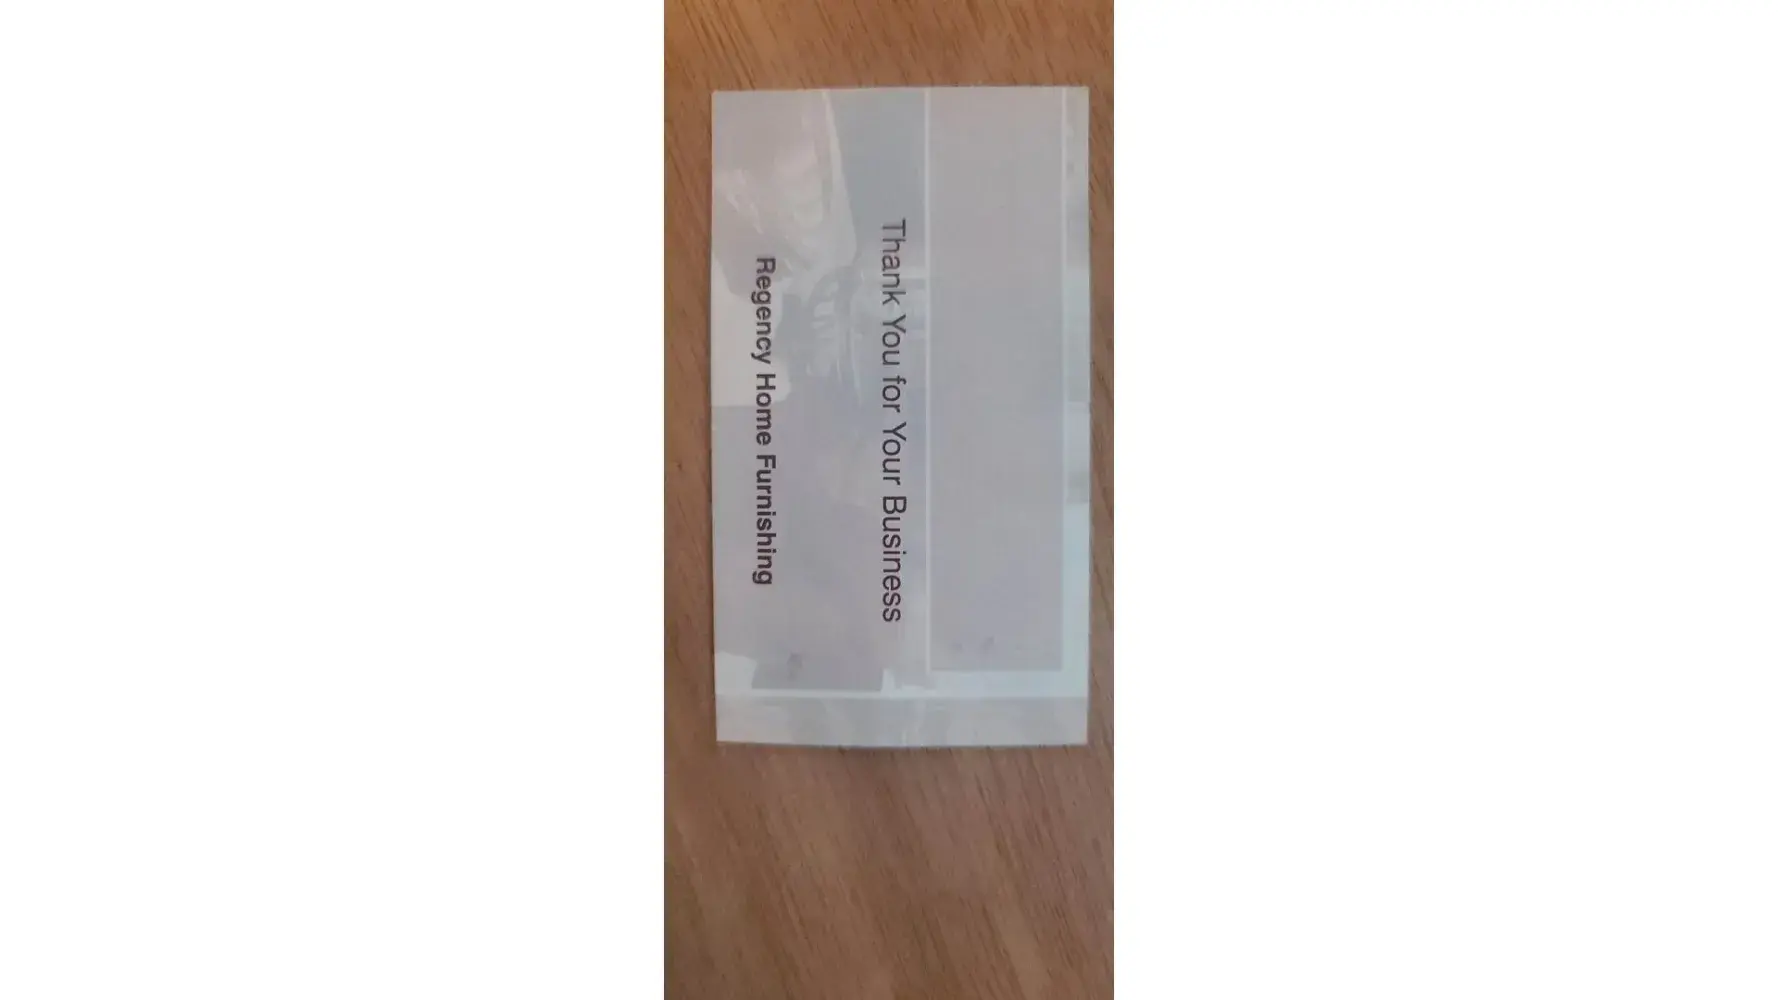 Thank You for Your Business
Regency Home Furnishing